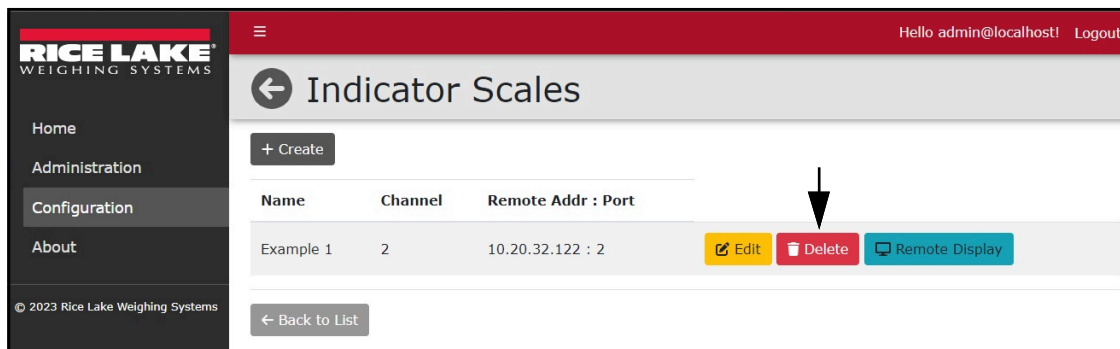 RICE LAKE®
WEIGHING SYSTEMS
Home
Administration
Configuration
About
© 2023 Rice Lake Weighing Systems
Hello admin@localhost! Logout
Indicator Scales
+ Create
Name Channel Remote Addr : Port
Example 1 2 10.20.32.122 : 2 Edit Delete Remote Display
← Back to List